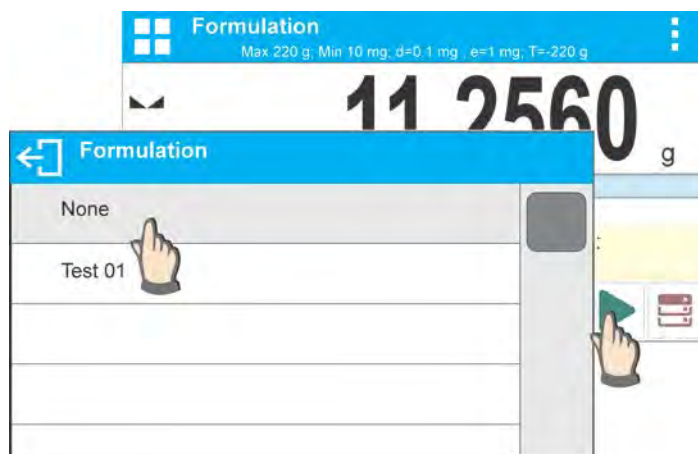 Formulation
Max 220 g; Min 10 mg; d=0.1 mg , e=1 mg; T=-220 g
11.2560 g
Formulation
None
Test 01
: